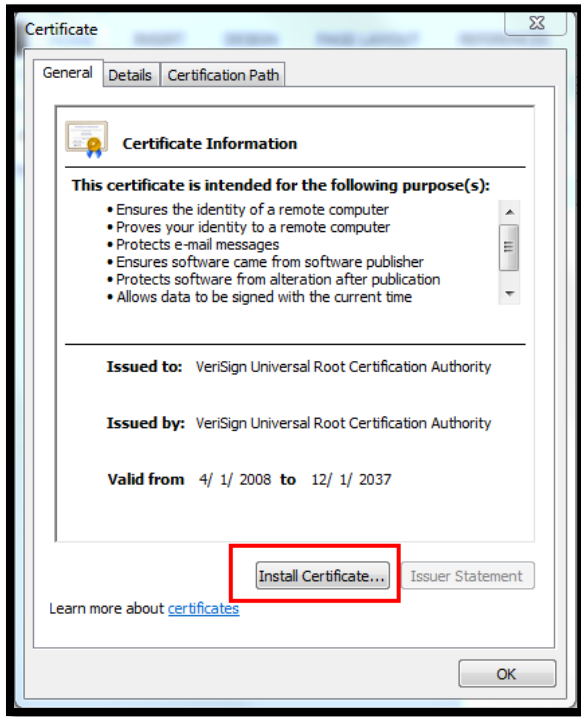 Certificate
General Details Certification Path
Certificate Information
This certificate is intended for the following purpose(s):
• Ensures the identity of a remote computer
• Proves your identity to a remote computer
• Protects e-mail messages
• Ensures software came from software publisher
• Protects software from alteration after publication
• Allows data to be signed with the current time
Issued to: VeriSign Universal Root Certification Authority
Issued by: VeriSign Universal Root Certification Authority
Valid from 4/ 1/ 2008 to 12/ 1/ 2037
Install Certificate... Issuer Statement
Learn more about certificates
OK